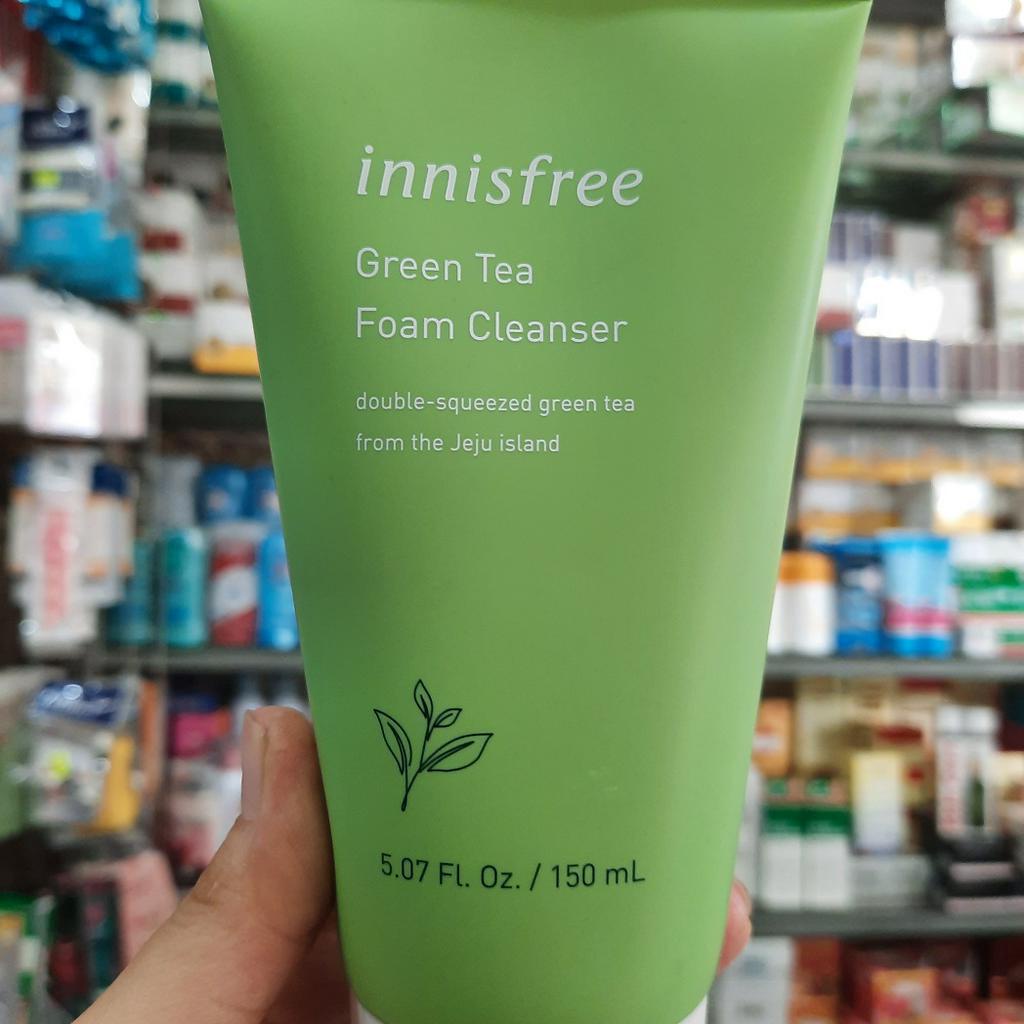 innisfree
Green Tea
Foam Cleanser
double-squeezed green tea
from the Jeju island
5.07 Fl. Oz. / 150 mL